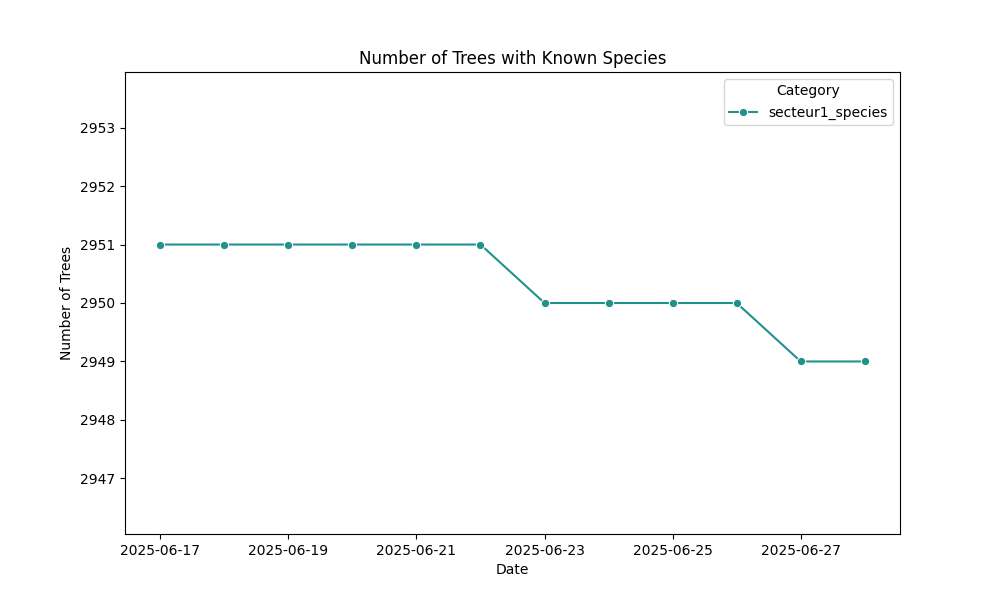 Number of Trees with Known Species
Category
secteur1_species
Number of Trees
2953
2952
2951
2950
2949
2948
2947
2025-06-17 2025-06-19 2025-06-21 2025-06-23 2025-06-25 2025-06-27
Date